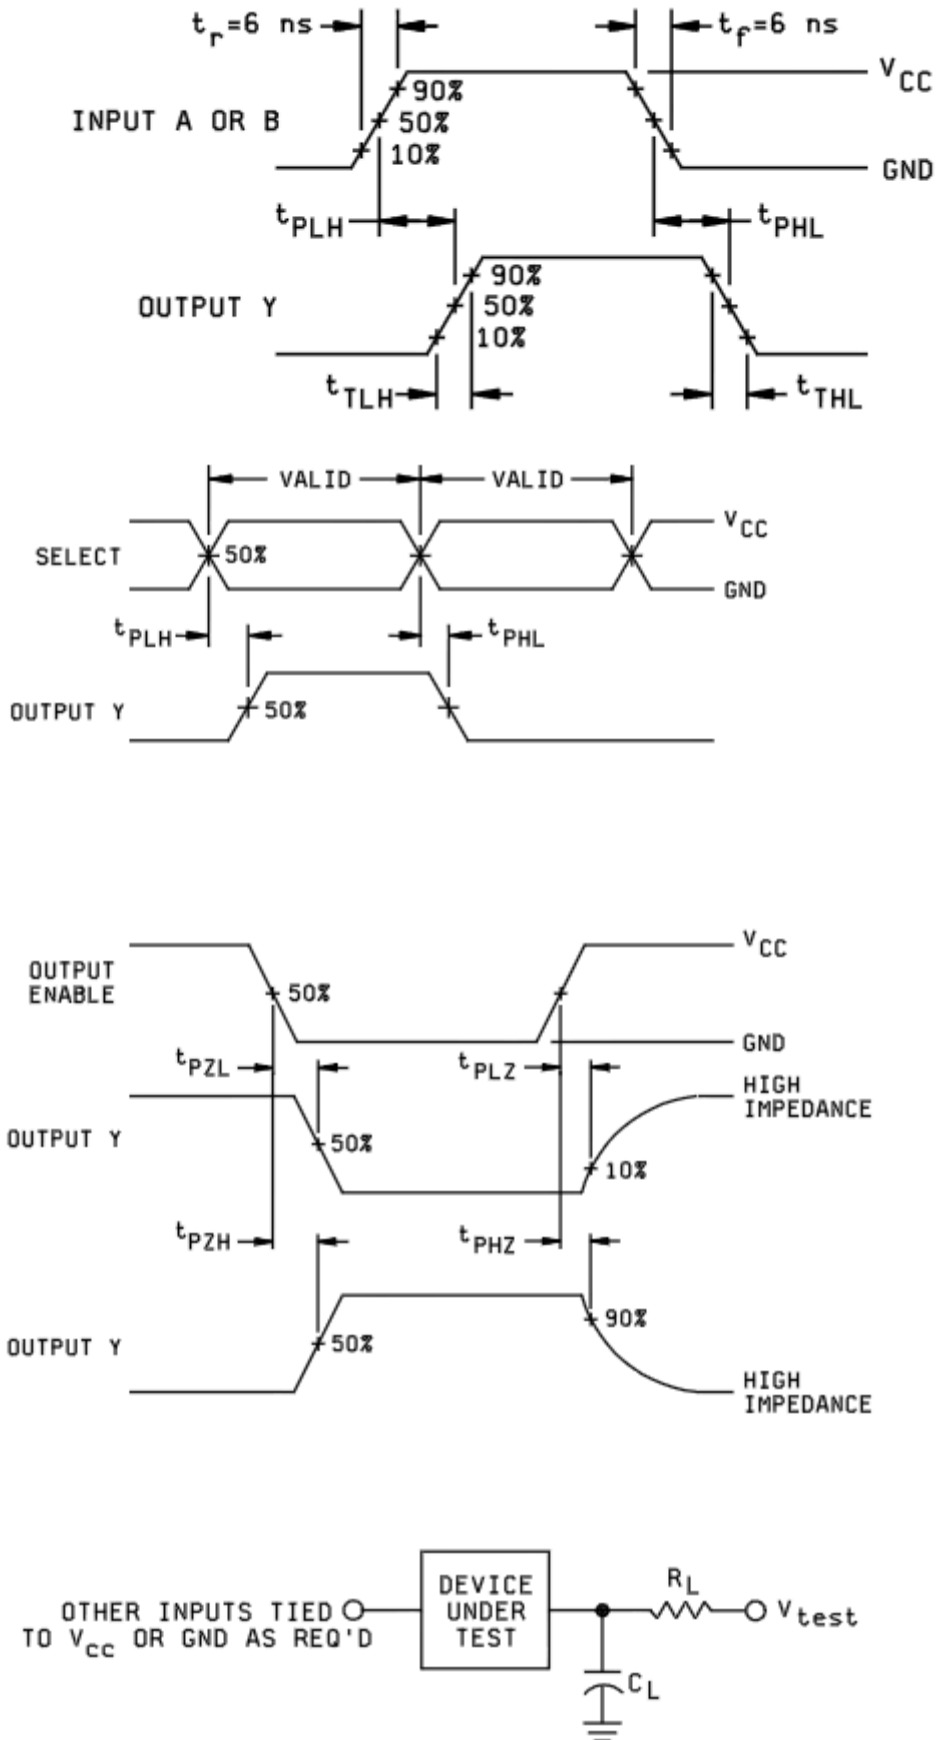 tr=6 ns
tf=6 ns
VCC
90%
INPUT A OR B
50%
10%
GND
tPLH
tPHL
90%
OUTPUT Y
50%
10%
tTLH
tTHL
VALID
VALID
VCC
SELECT
50%
GND
tPLH
tPHL
OUTPUT Y
50%
VCC
OUTPUT
ENABLE
50%
GND
tPZL
tPLZ
HIGH
IMPEDANCE
OUTPUT Y
50%
10%
tPZH
tPHZ
90%
OUTPUT Y
50%
HIGH
IMPEDANCE
OTHER INPUTS TIED
TO Vcc OR GND AS REQ'D
DEVICE
UNDER
TEST
RL
Vtest
CL